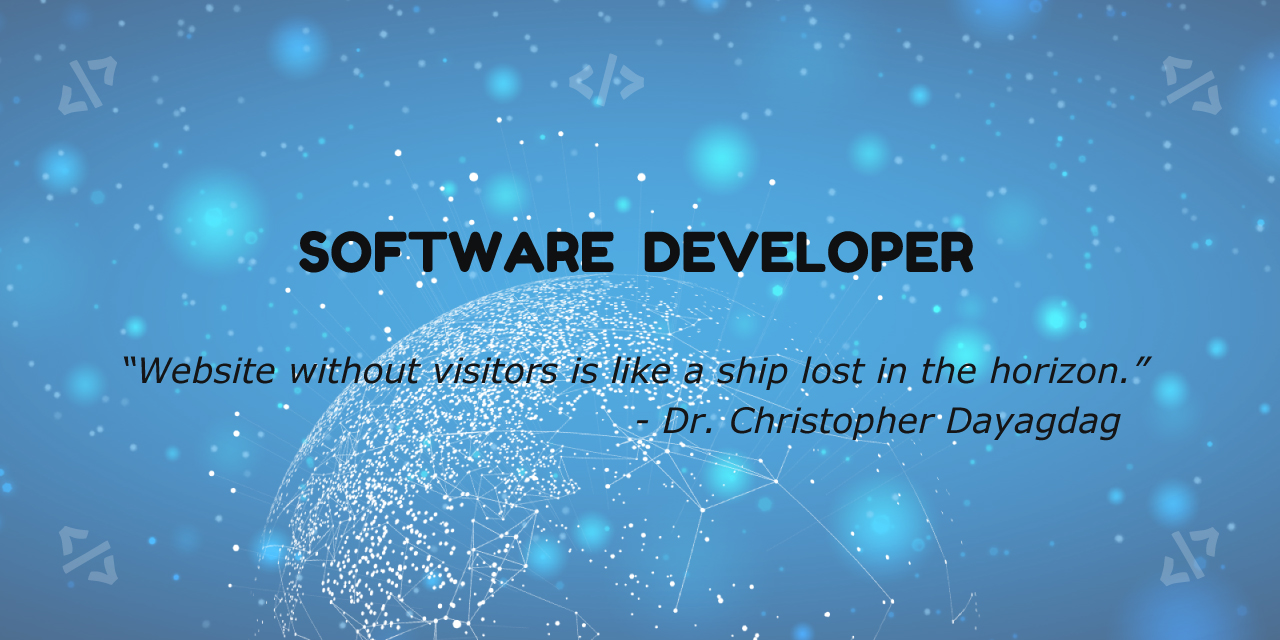 </>
</>
</>
SOFTWARE DEVELOPER
“Website without visitors is like a ship lost in the horizon.”
- Dr. Christopher Dayagdag
</>
</>